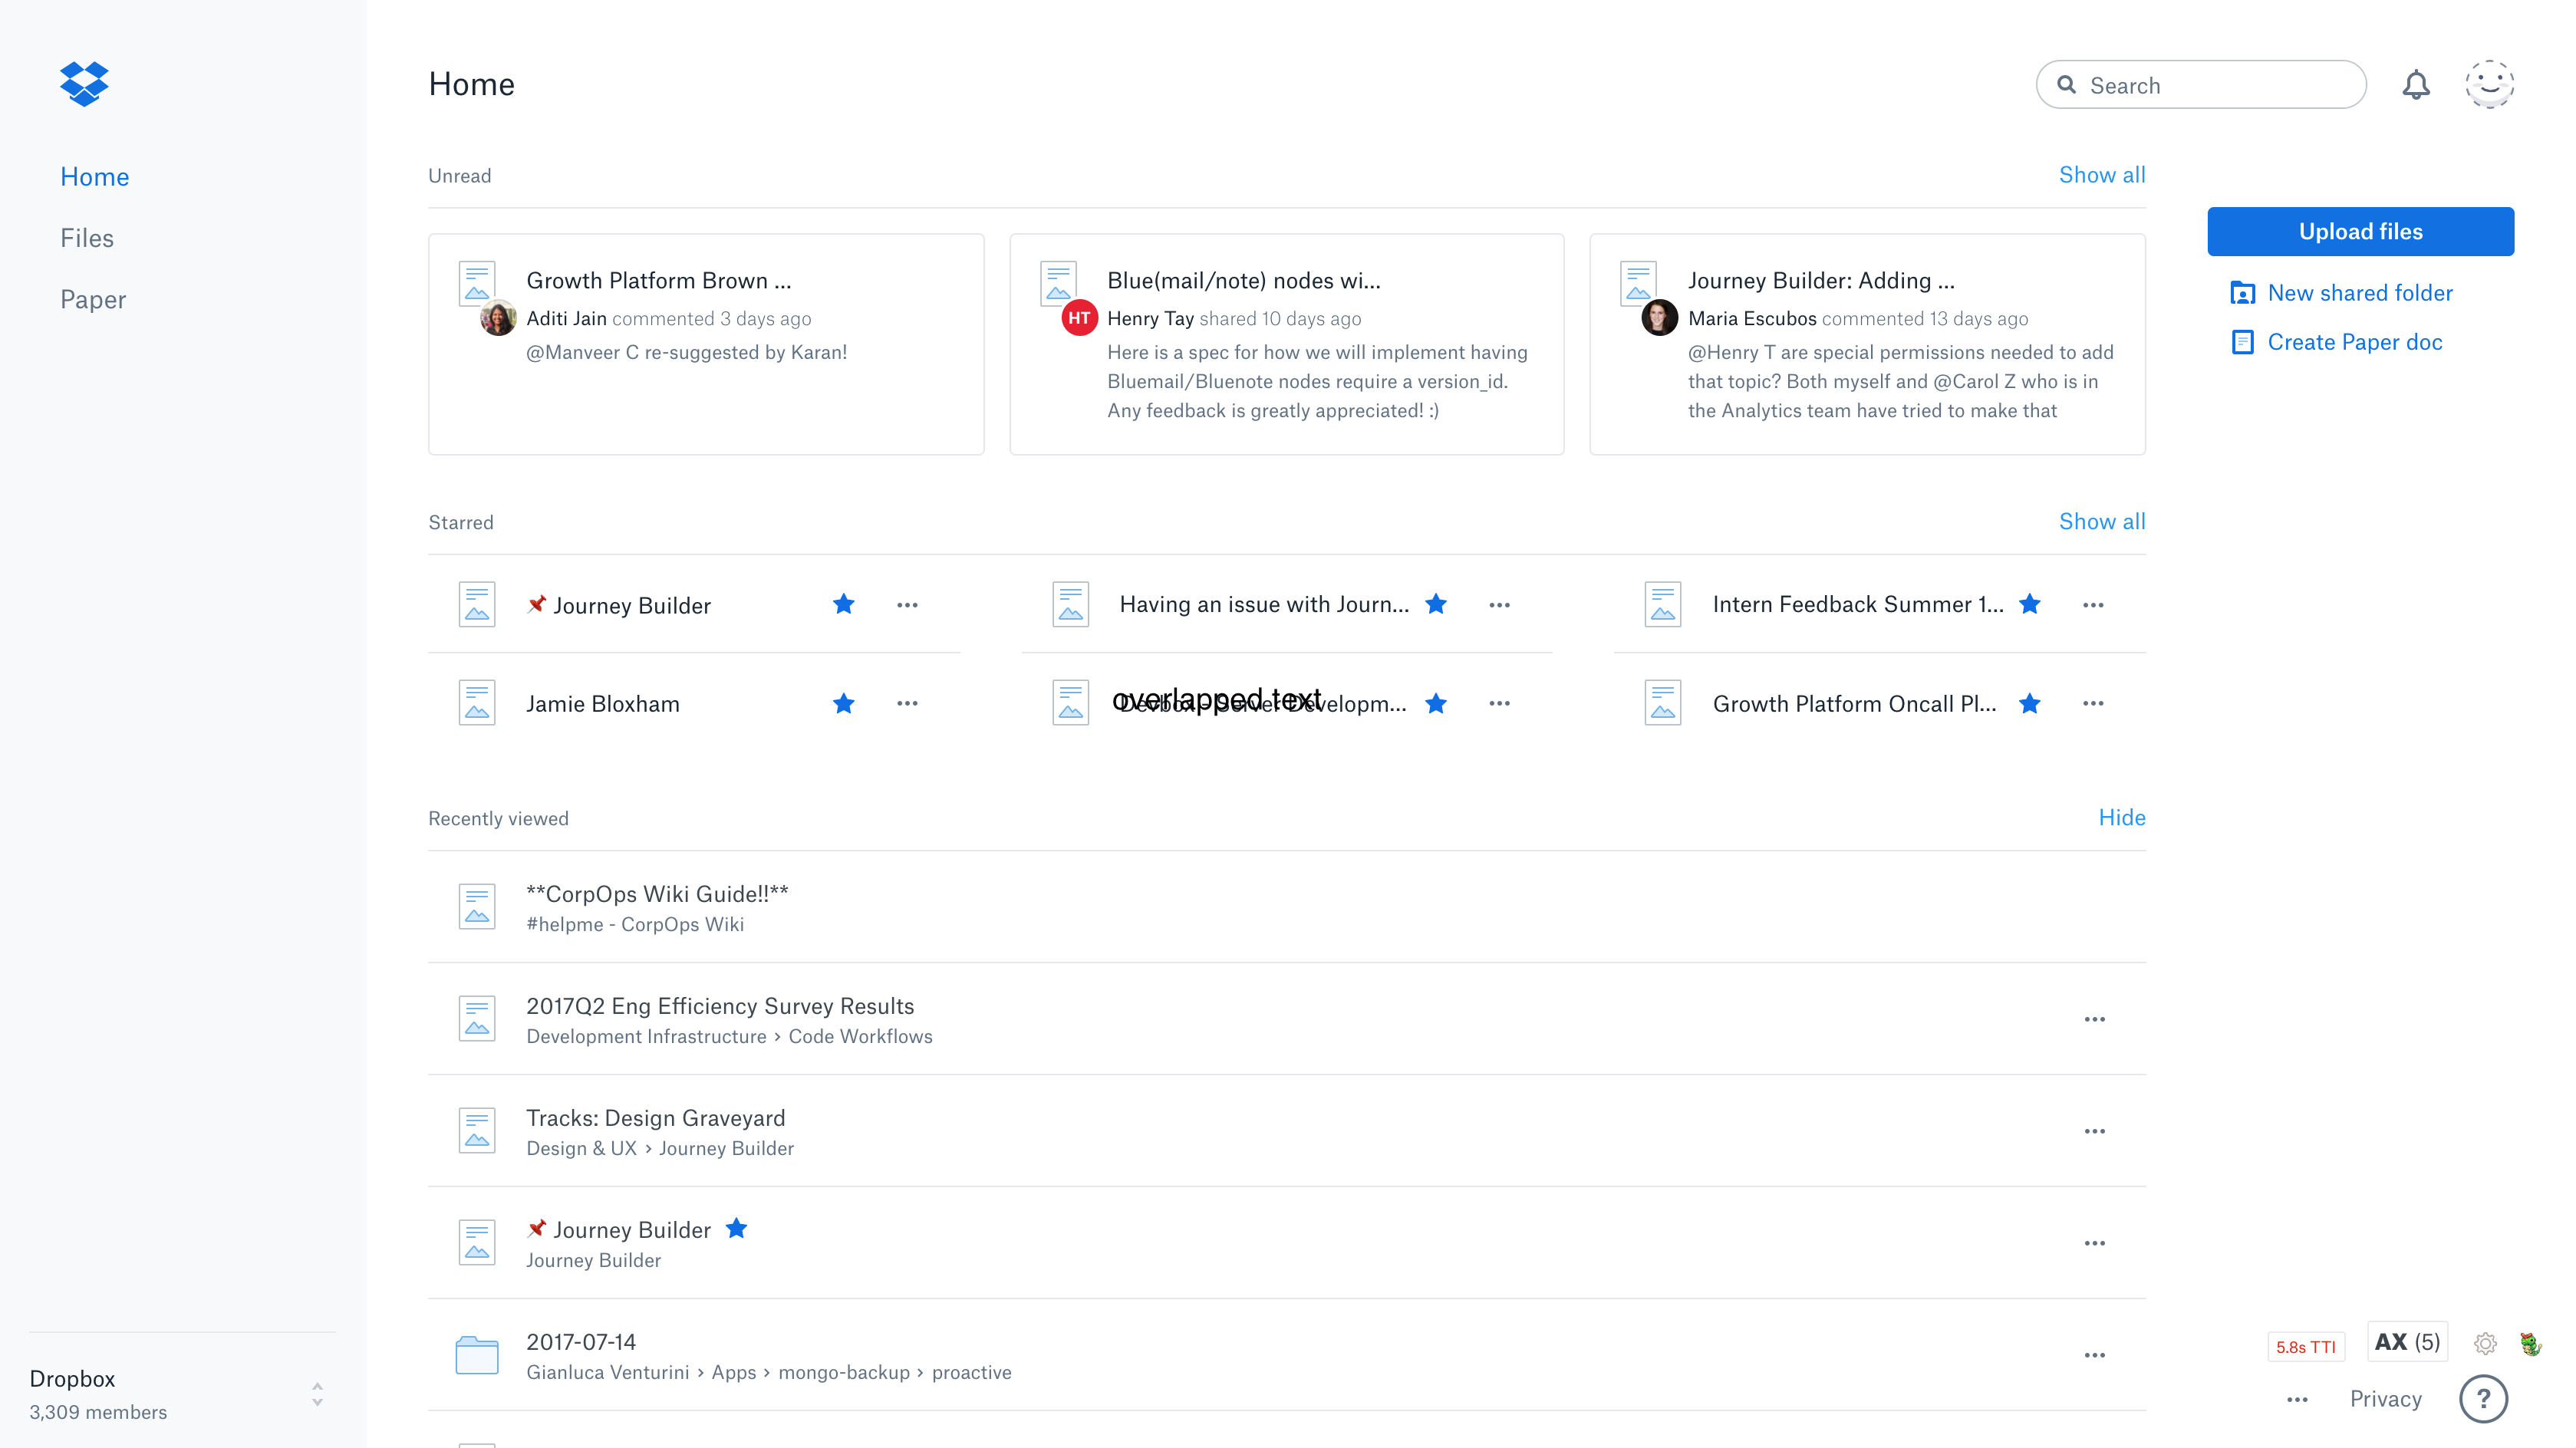 Home
Search
Home
Files
Paper
Unread
Show all
Upload files
New shared folder
Create Paper doc
Growth Platform Brown ...
Aditi Jain commented 3 days ago
@Manveer C re-suggested by Karan!
Blue(mail/note) nodes wi...
HT
Henry Tay shared 10 days ago
Here is a spec for how we will implement having
Bluemail/Bluenote nodes require a version_id.
Any feedback is greatly appreciated! :)
Journey Builder: Adding ...
Maria Escubos commented 13 days ago
@Henry T are special permissions needed to add
that topic? Both myself and @Carol Z who is in
the Analytics team have tried to make that
Starred
Show all
Journey Builder
Having an issue with Journ...
Intern Feedback Summer 1...
Jamie Bloxham
overlapped text
Developm...
Growth Platform Oncall Pl...
Recently viewed
Hide
**CorpOps Wiki Guide!!**
#helpme - CorpOps Wiki
2017Q2 Eng Efficiency Survey Results
Development Infrastructure › Code Workflows
Tracks: Design Graveyard
Design & UX › Journey Builder
Journey Builder
Journey Builder
2017-07-14
Gianluca Venturini › Apps › mongo-backup › proactive
Dropbox
3,309 members
5.8s TTI
AX (5)
Privacy
?